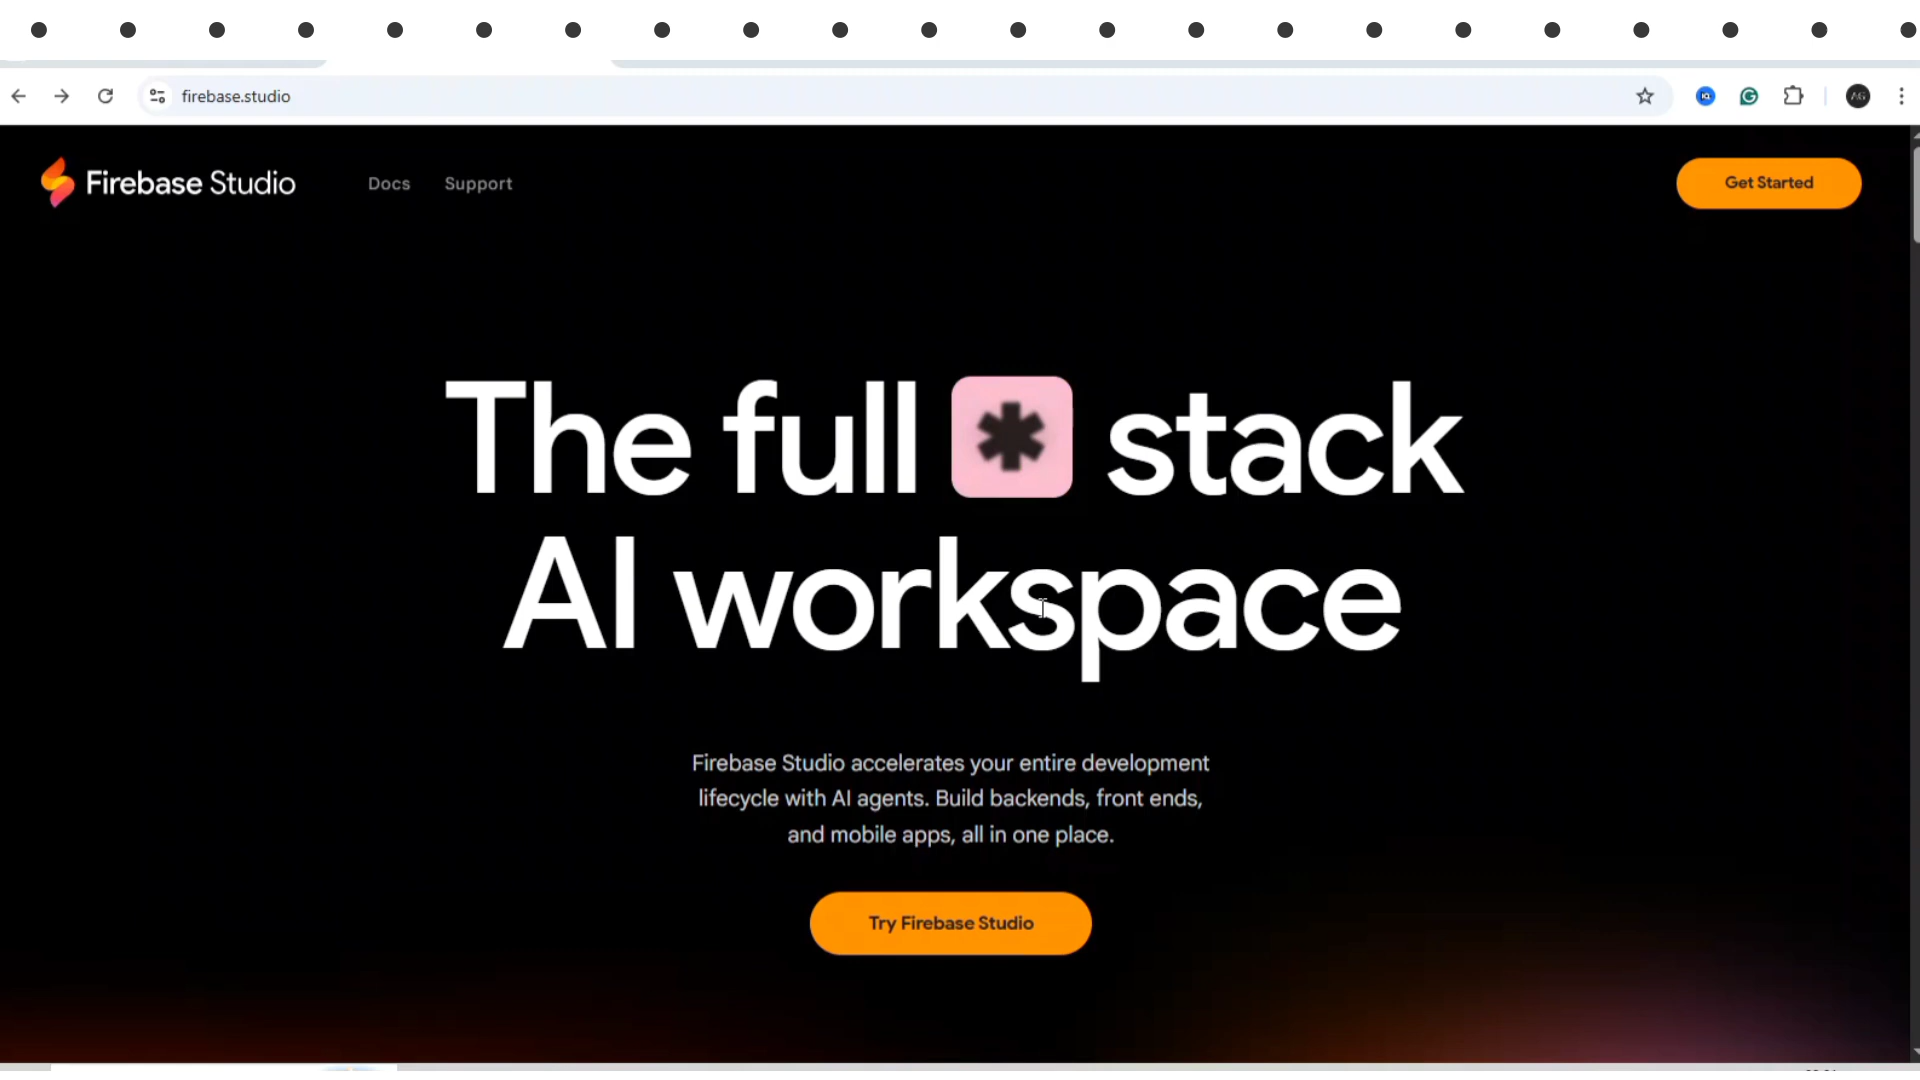 firebase.studio
Firebase Studio
Docs
Support
Get Started
The full * stack
AI workspace
Firebase Studio accelerates your entire development
lifecycle with AI agents. Build backends, front ends,
and mobile apps, all in one place.
Try Firebase Studio